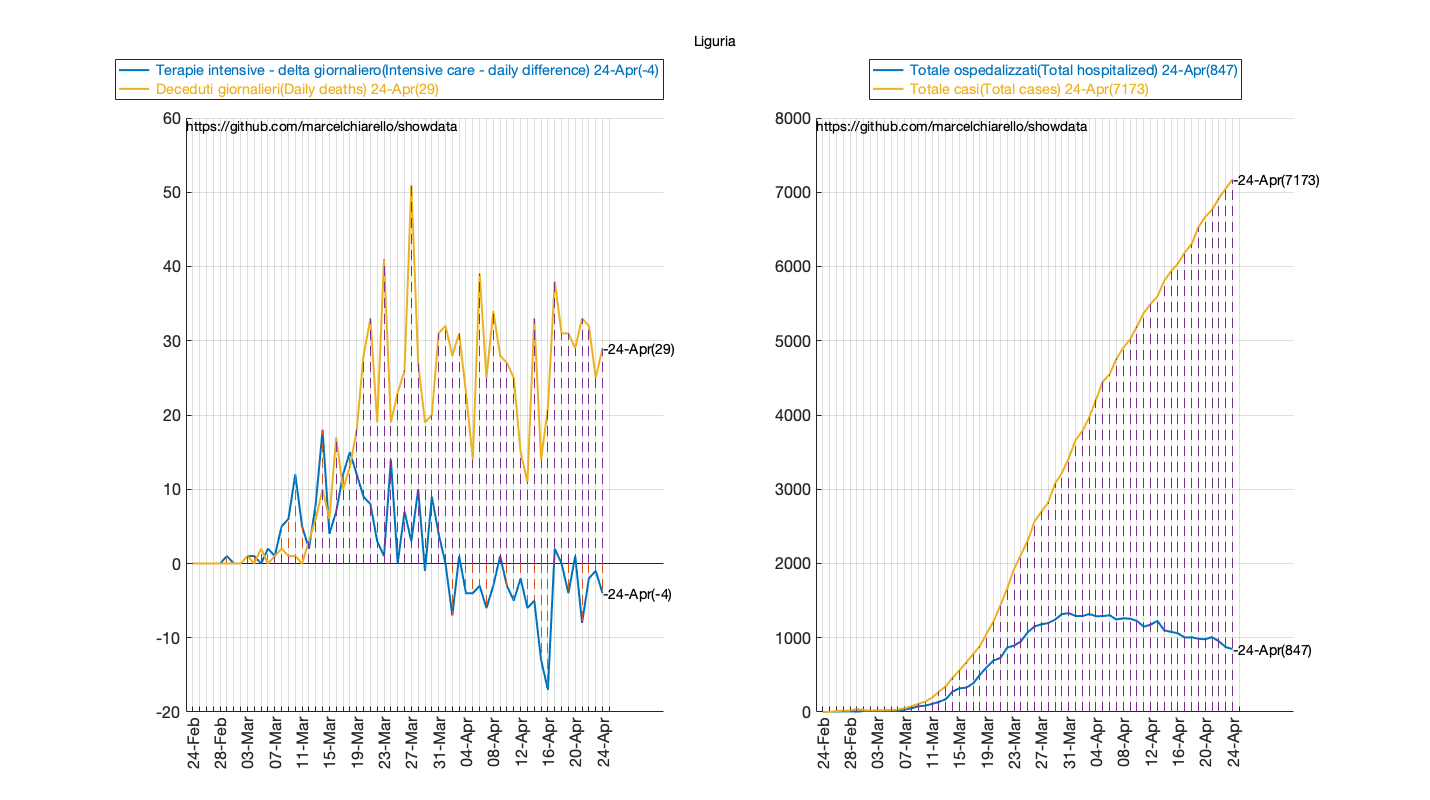 Liguria
Terapie intensive - delta giornaliero(Intensive care - daily difference) 24-Apr(-4)
Deceduti giornalieri(Daily deaths) 24-Apr(29)
https://github.com/marcelchiarello/showdata
60
50
40
30
20
10
0
-10
-20
-24-Apr(29)
-24-Apr(-4)
24-Feb
28-Feb
03-Mar
07-Mar
11-Mar
15-Mar
19-Mar
23-Mar
27-Mar
31-Mar
04-Apr
08-Apr
12-Apr
16-Apr
20-Apr
24-Apr
Totale ospedalizzati(Total hospitalized) 24-Apr(847)
Totale casi(Total cases) 24-Apr(7173)
https://github.com/marcelchiarello/showdata
8000
7000
6000
5000
4000
3000
2000
1000
0
-24-Apr(7173)
-24-Apr(847)
24-Feb
28-Feb
03-Mar
07-Mar
11-Mar
15-Mar
19-Mar
23-Mar
27-Mar
31-Mar
04-Apr
08-Apr
12-Apr
16-Apr
20-Apr
24-Apr